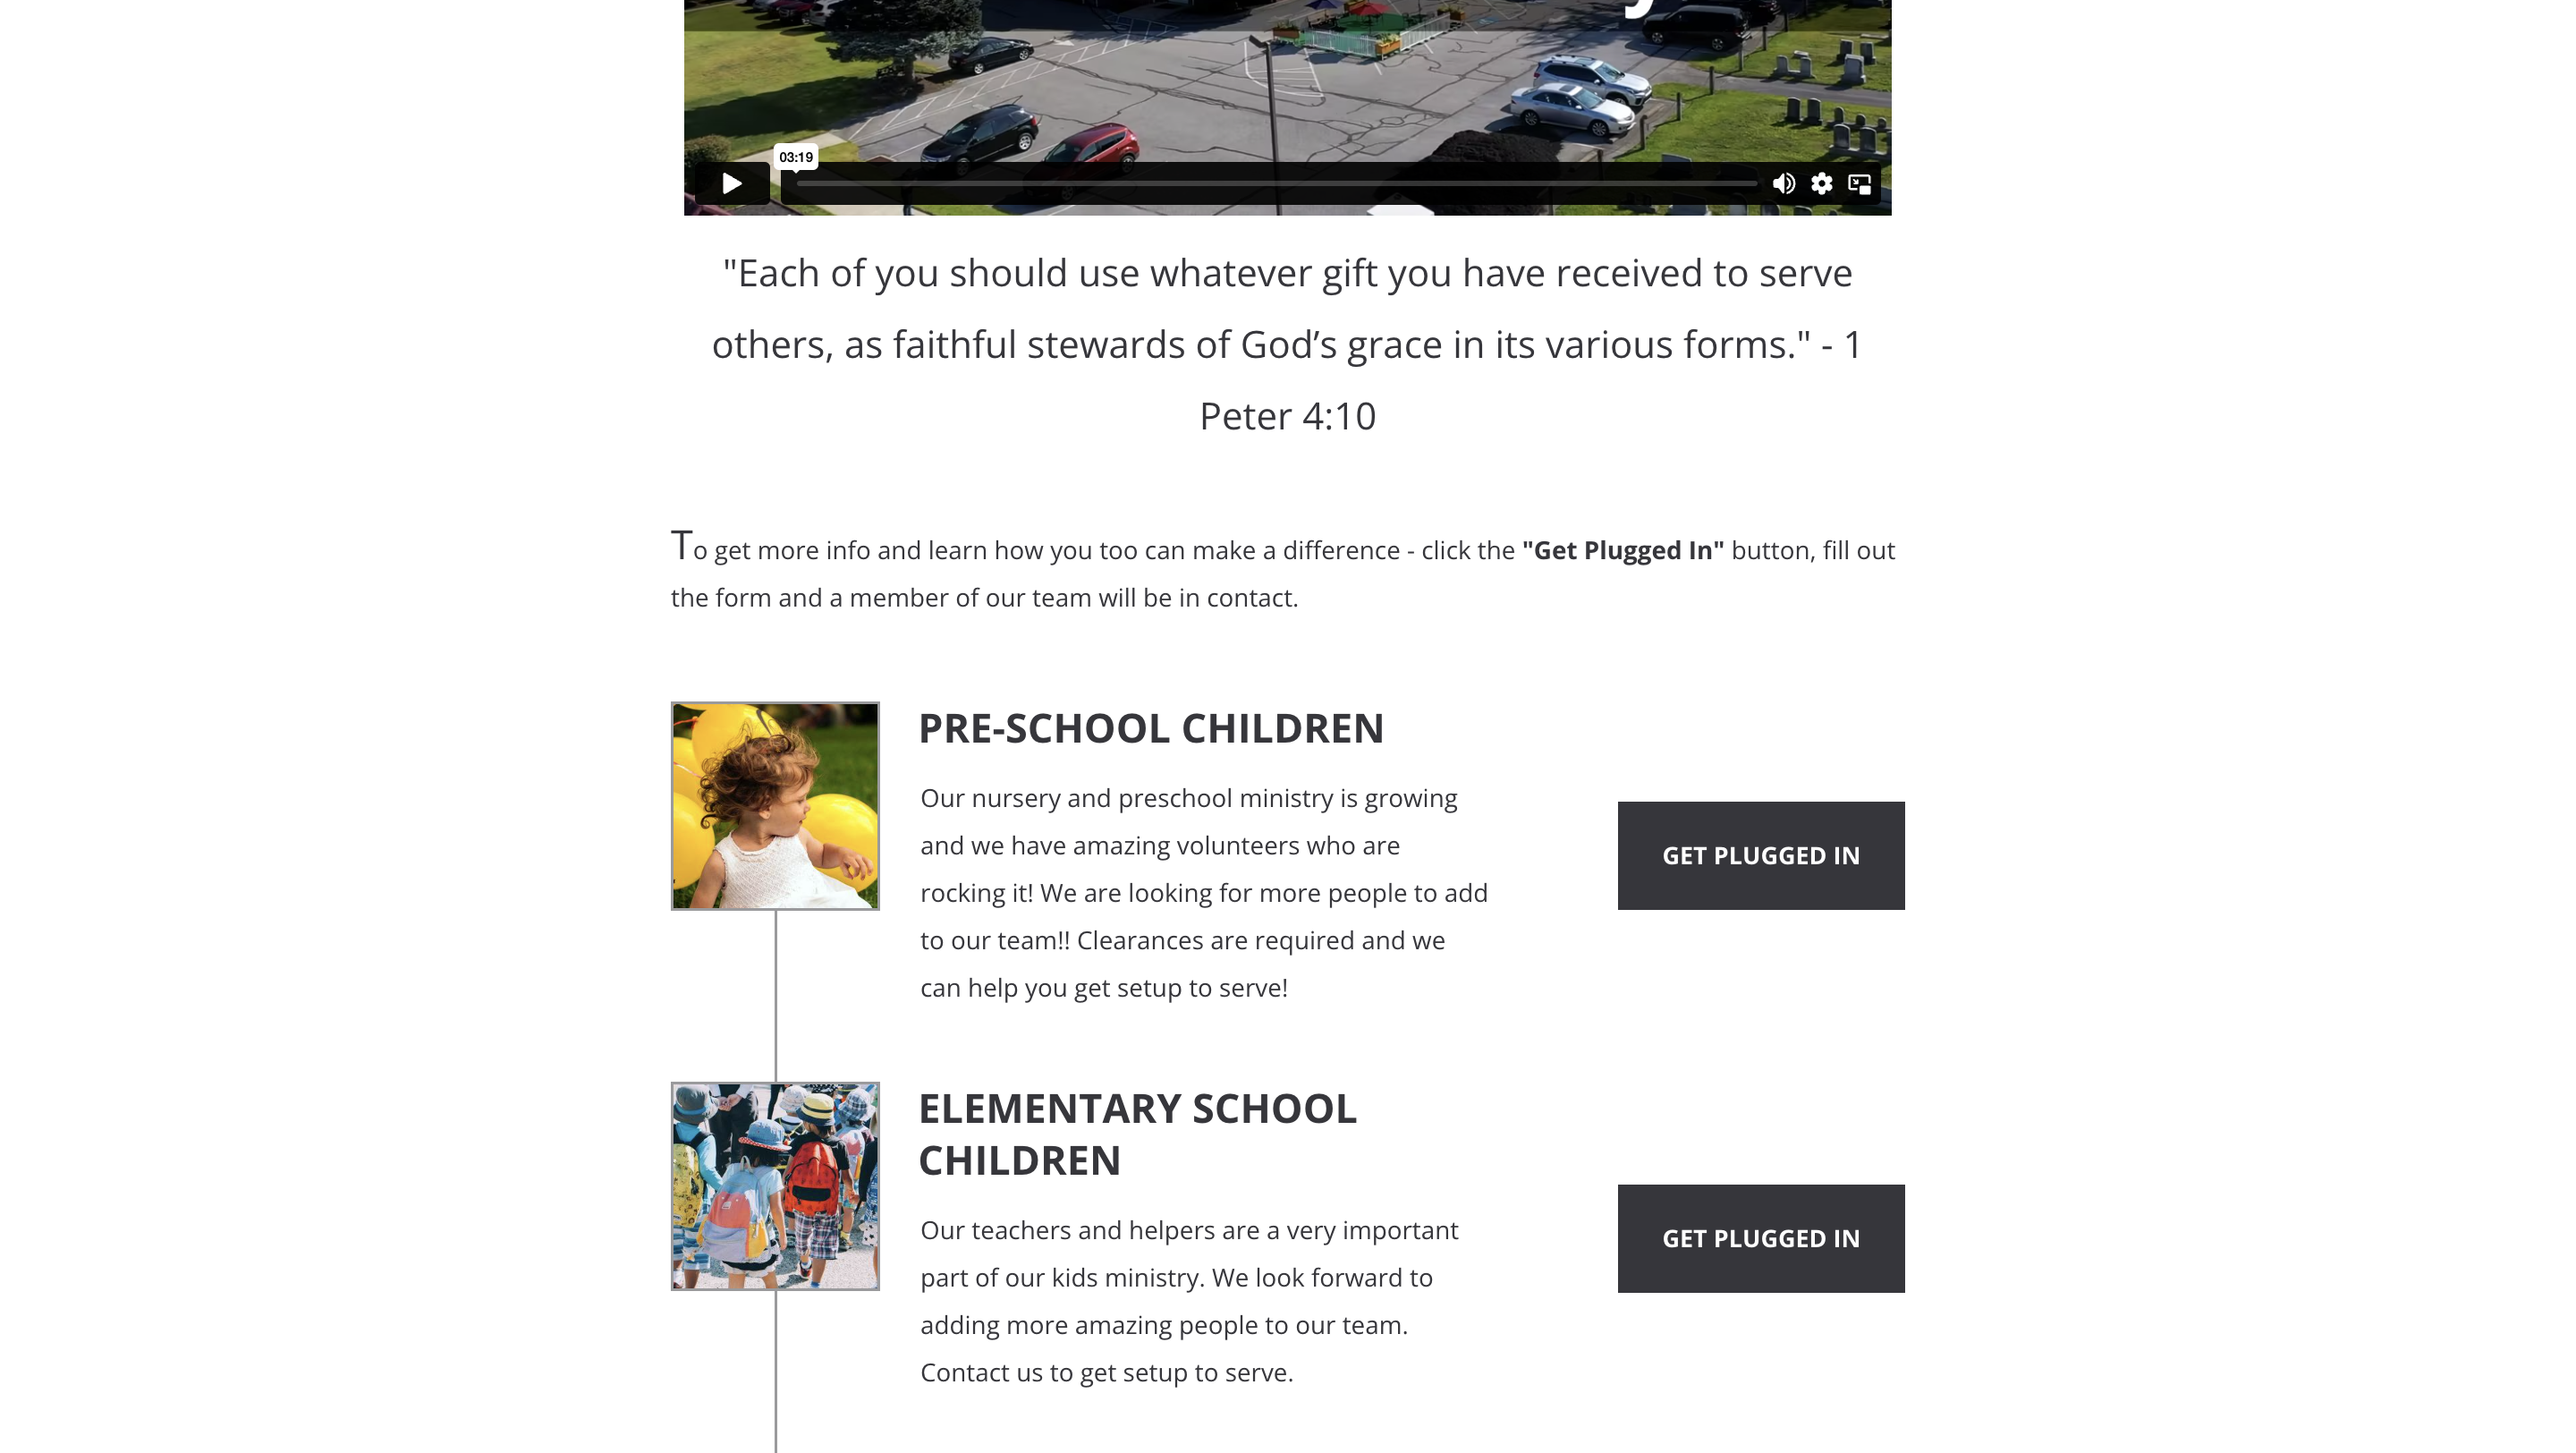 03:19
"Each of you should use whatever gift you have received to serve
others, as faithful stewards of God’s grace in its various forms." - 1
Peter 4:10
To get more info and learn how you too can make a difference - click the "Get Plugged In" button, fill out
the form and a member of our team will be in contact.
PRE-SCHOOL CHILDREN
Our nursery and preschool ministry is growing
and we have amazing volunteers who are
rocking it! We are looking for more people to add
to our team!! Clearances are required and we
can help you get setup to serve!
GET PLUGGED IN
ELEMENTARY SCHOOL
CHILDREN
Our teachers and helpers are a very important
part of our kids ministry. We look forward to
adding more amazing people to our team.
Contact us to get setup to serve.
GET PLUGGED IN